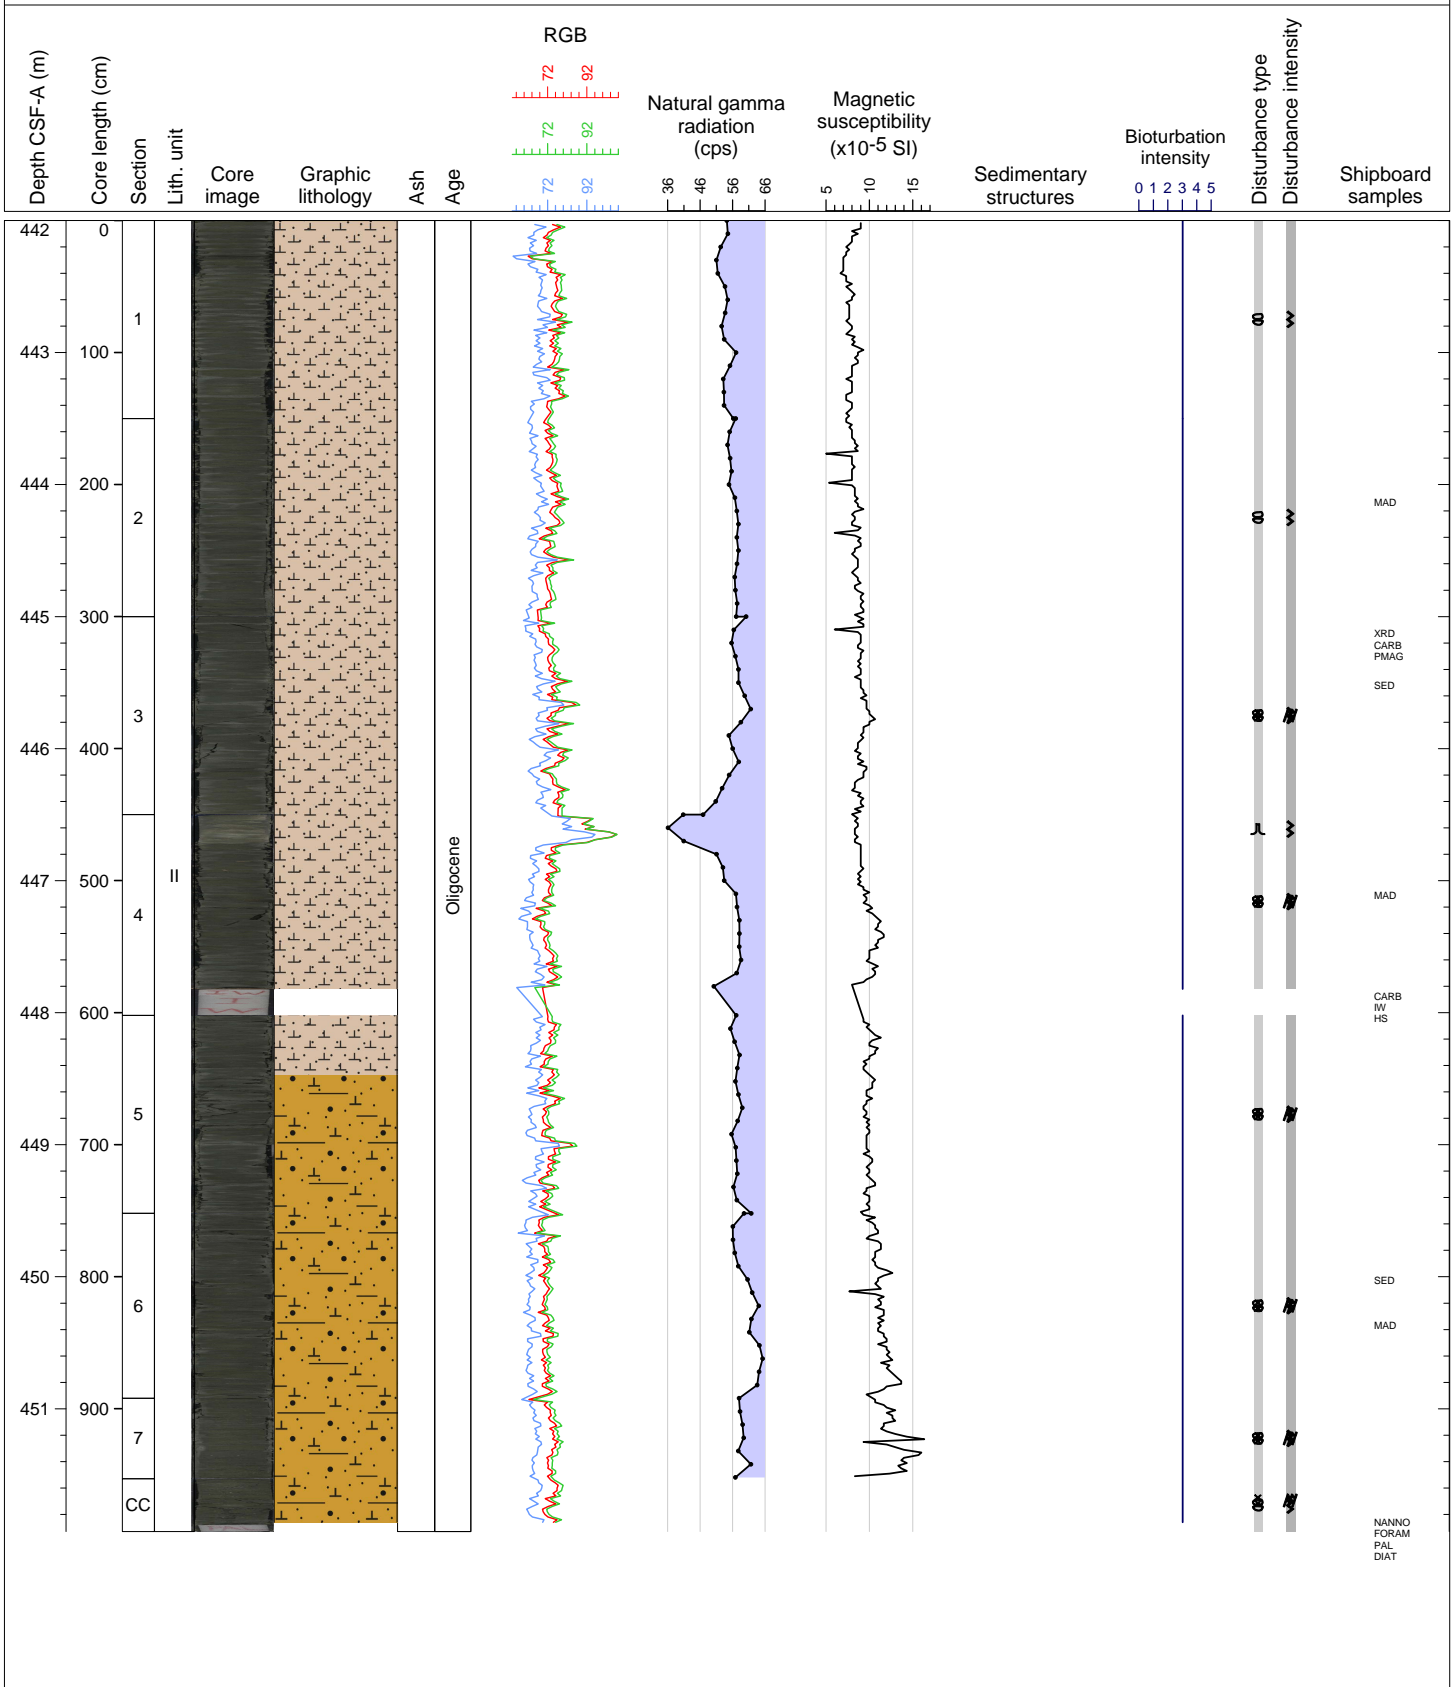 Depth CSF-A (m)
Core length (cm)
Section
Lith. unit
Core
image
Graphic
lithology
Ash
Age
RGB
72 92
72 92
72 92
Natural gamma
radiation
(cps)
36 46 56 66
Magnetic
susceptibility
(x10-5 SI)
5 10 15
Sedimentary
structures
Bioturbation
intensity
0 1 2 3 4 5
Disturbance type
Disturbance intensity
Shipboard
samples
442 0
1
443 100
444 200
MAD
2
445 300
XRD
CARB
PMAG
SED
3
446 400
II
Oligocene
447 500
MAD
4
CARB
IW
HS
448 600
5
449 700
450 800
SED
6
MAD
451 900
7
CC
NANNO
FORAM
PAL
DIAT